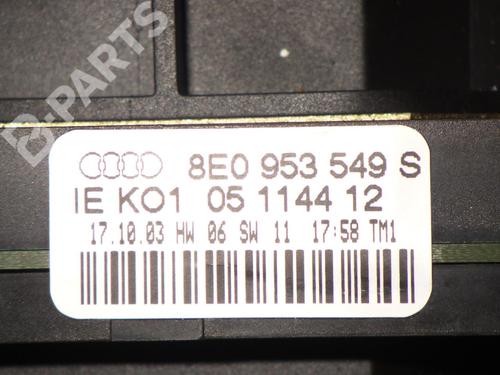 B-PARTS
8E0 953 549 S
IE KO1 05 1144 12
17.10.03 HW 06 SW 11 17:58 TM1